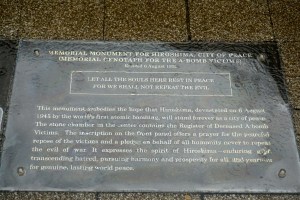 MEMORIAL MONUMENT FOR HIROSHIMA, CITY OF PEACE
(MEMORIAL CENOTAPH FOR THE A-BOMB VICTIMS)
6 August 1952
LET ALL THE SOULS HERE REST IN PEACE
FOR WE SHALL NOT REPEAT THE EVIL
This monument embodies the hope that Hiroshima, devastated on 6 August
1945 by the world's first atomic bombing, will stand forever as a city of peace.
The stone chamber in the center contains the Register of Deceased A-bomb
Victims. The inscription on the front panel offers a prayer for the peaceful
repose of the victims and a pledge on behalf of all humanity never to repeat
the evil of war. It expresses the spirit of Hiroshima — enduring grief,
transcending hatred, pursuing harmony and prosperity for all, and yearning
for genuine, lasting world peace.